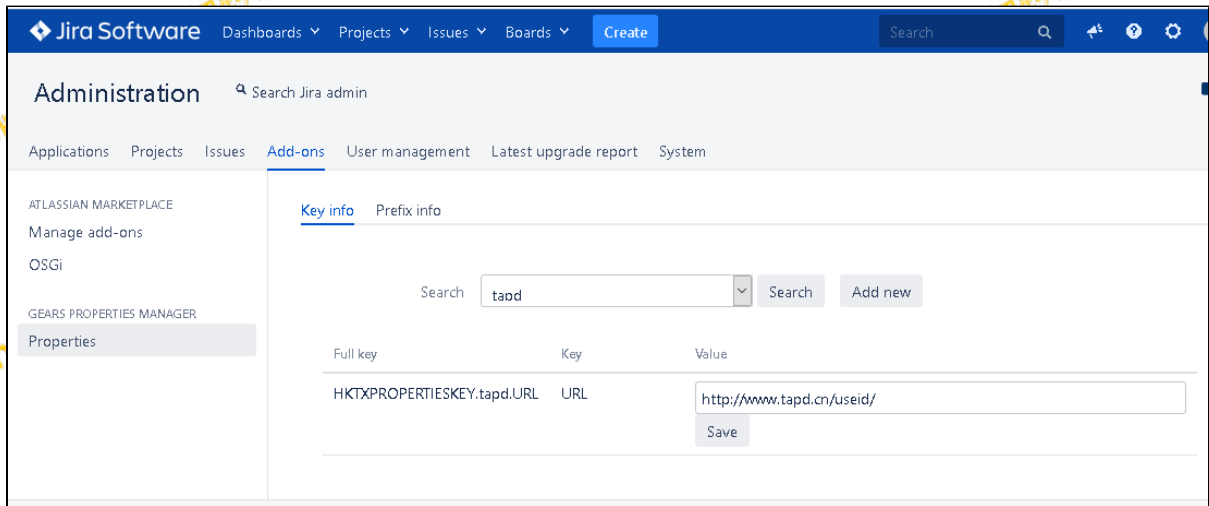 Jira Software Dashboards Projects Issues Boards Create Search
Administration Search Jira admin
Applications Projects Issues Add-ons User management Latest upgrade report System
ATLASSIAN MARKETPLACE
Manage add-ons
OSGi
GEARS PROPERTIES MANAGER
Properties
Key info Prefix info
Search tapd Search Add new
Full key Key Value
HKTXPROPERTIESKEY.tapd.URL URL http://www.tapd.cn/useid/
Save